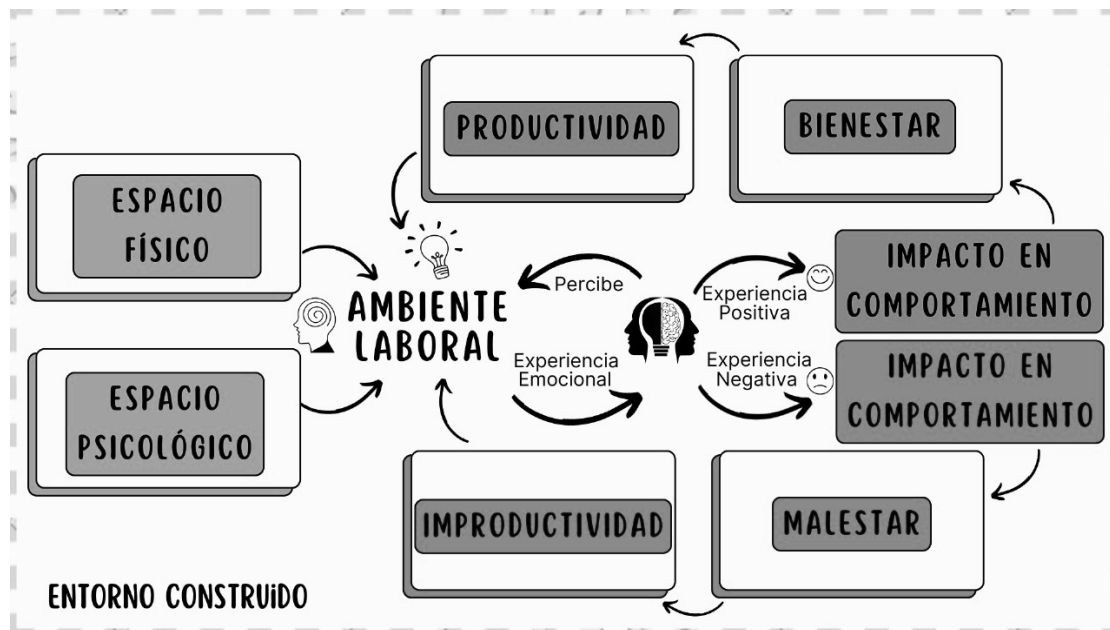 PRODUCTIVIDAD
BIENESTAR
ESPACIO
FÍSICO
IMPACTO EN
COMPORTAMIENTO
Percibe
Experiencia
Positiva
AMBIENTE
LABORAL
Experiencia
Emocional
Experiencia
Negativa
IMPACTO EN
COMPORTAMIENTO
ESPACIO
PSICOLÓGICO
IMPRODUCTIVIDAD
MALESTAR
ENTORNO CONSTRUiDO